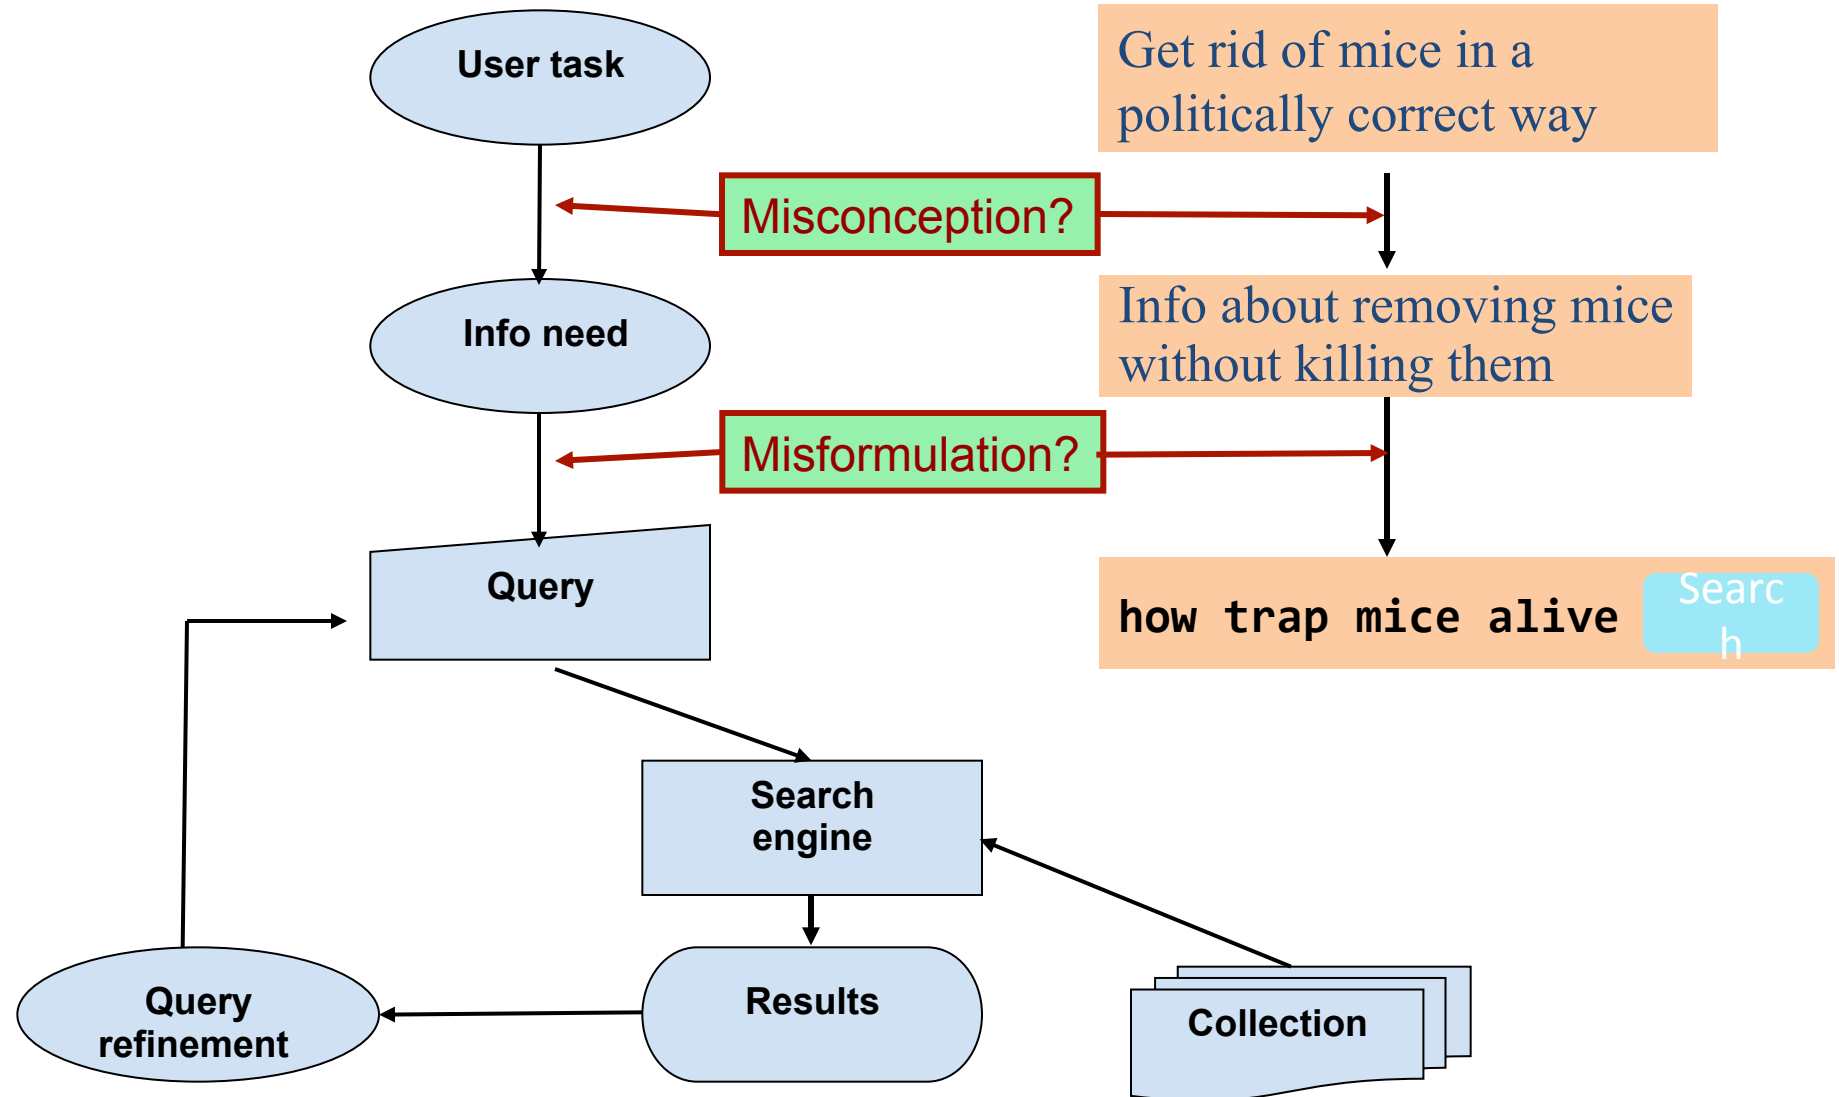 User task
Get rid of mice in a
politically correct way
Misconception?
Info need
Info about removing mice
without killing them
Misformulation?
Query
how trap mice alive
Searc
h
Search
engine
Results
Query
refinement
Collection